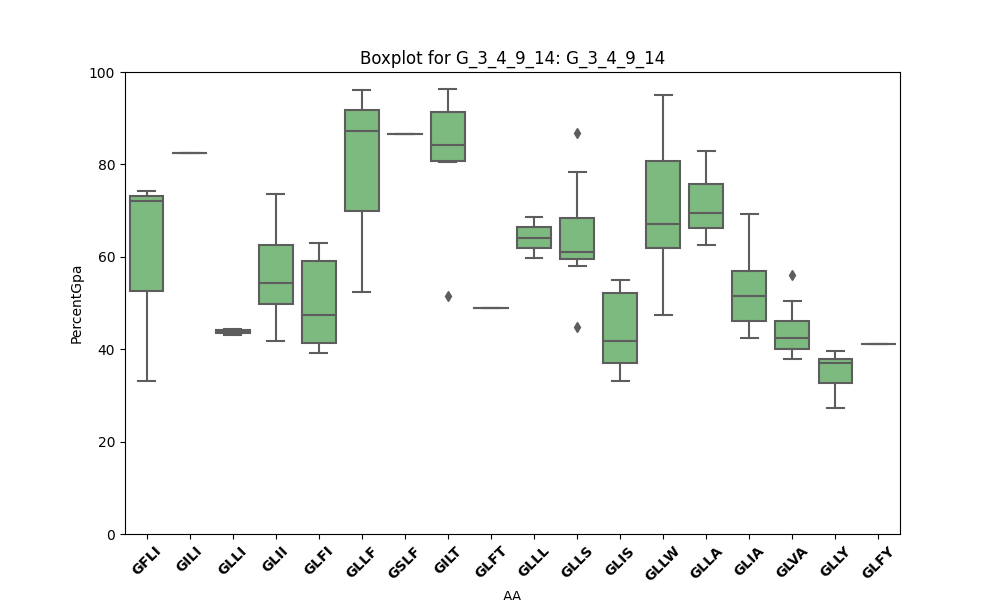 Boxplot for G_3_4_9_14: G_3_4_9_14
100
80
60
40
20
0
PercentGpa
GFLI GILI GLLI GLII GLFI GLLF GSLF GILT GLFT GLLL GLLS GLIS GLLW GLLA GLIA GLVA GLLY GLFY
AA